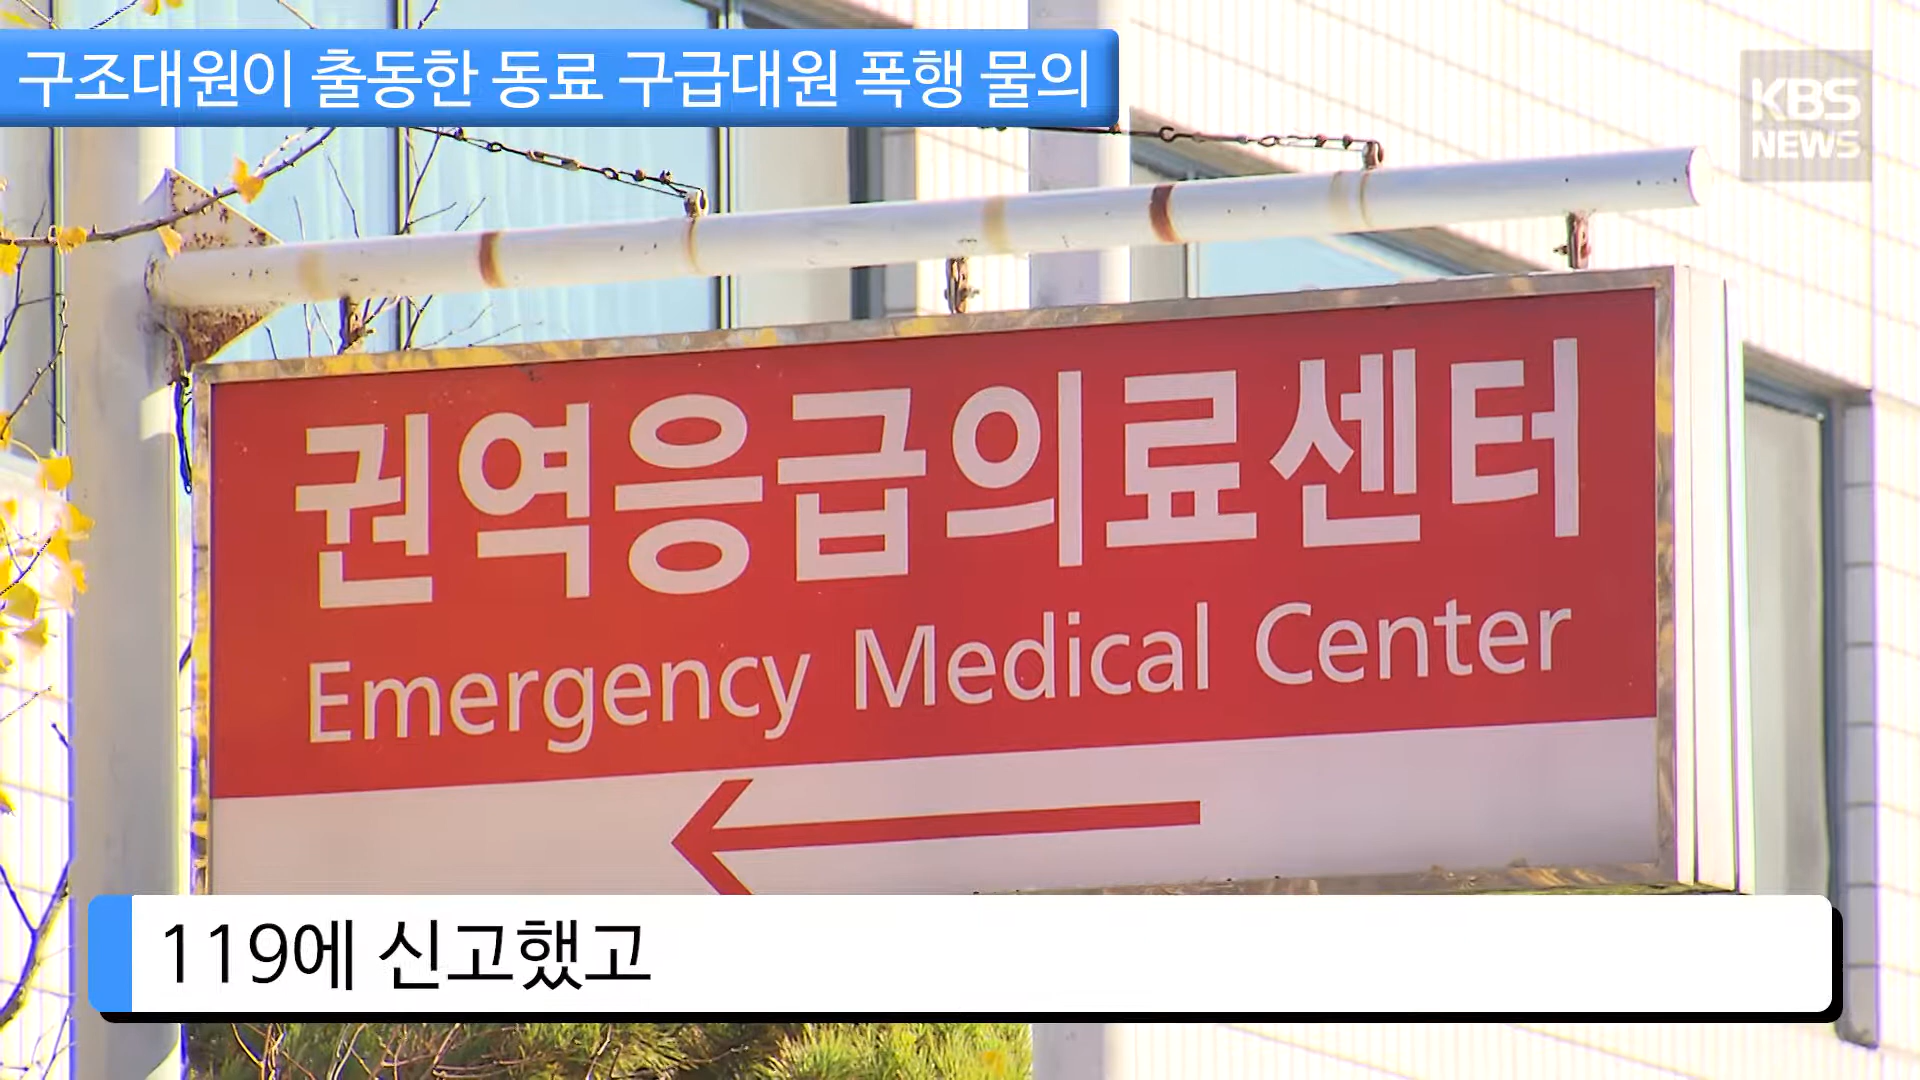 구조대원이 출동한 동료 구급대원 폭행 물의
KBS
NEWS
권역응급의료센터
Emergency Medical Center
119에 신고했고